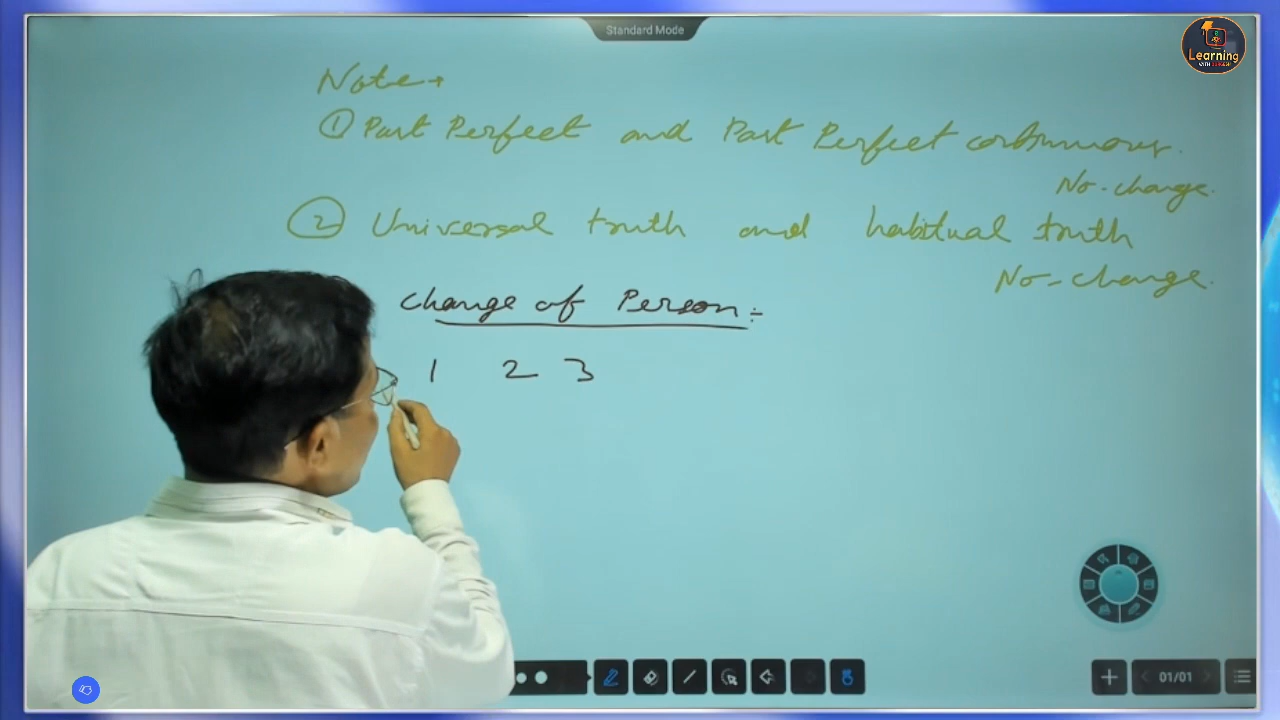 Standard Mode
Learning
Note →
① Past Perfect and Past Perfect continuous.
No-change.
② Universal truth and habitual truth
No-change.
Change of Person :-
1 2 3
01/01